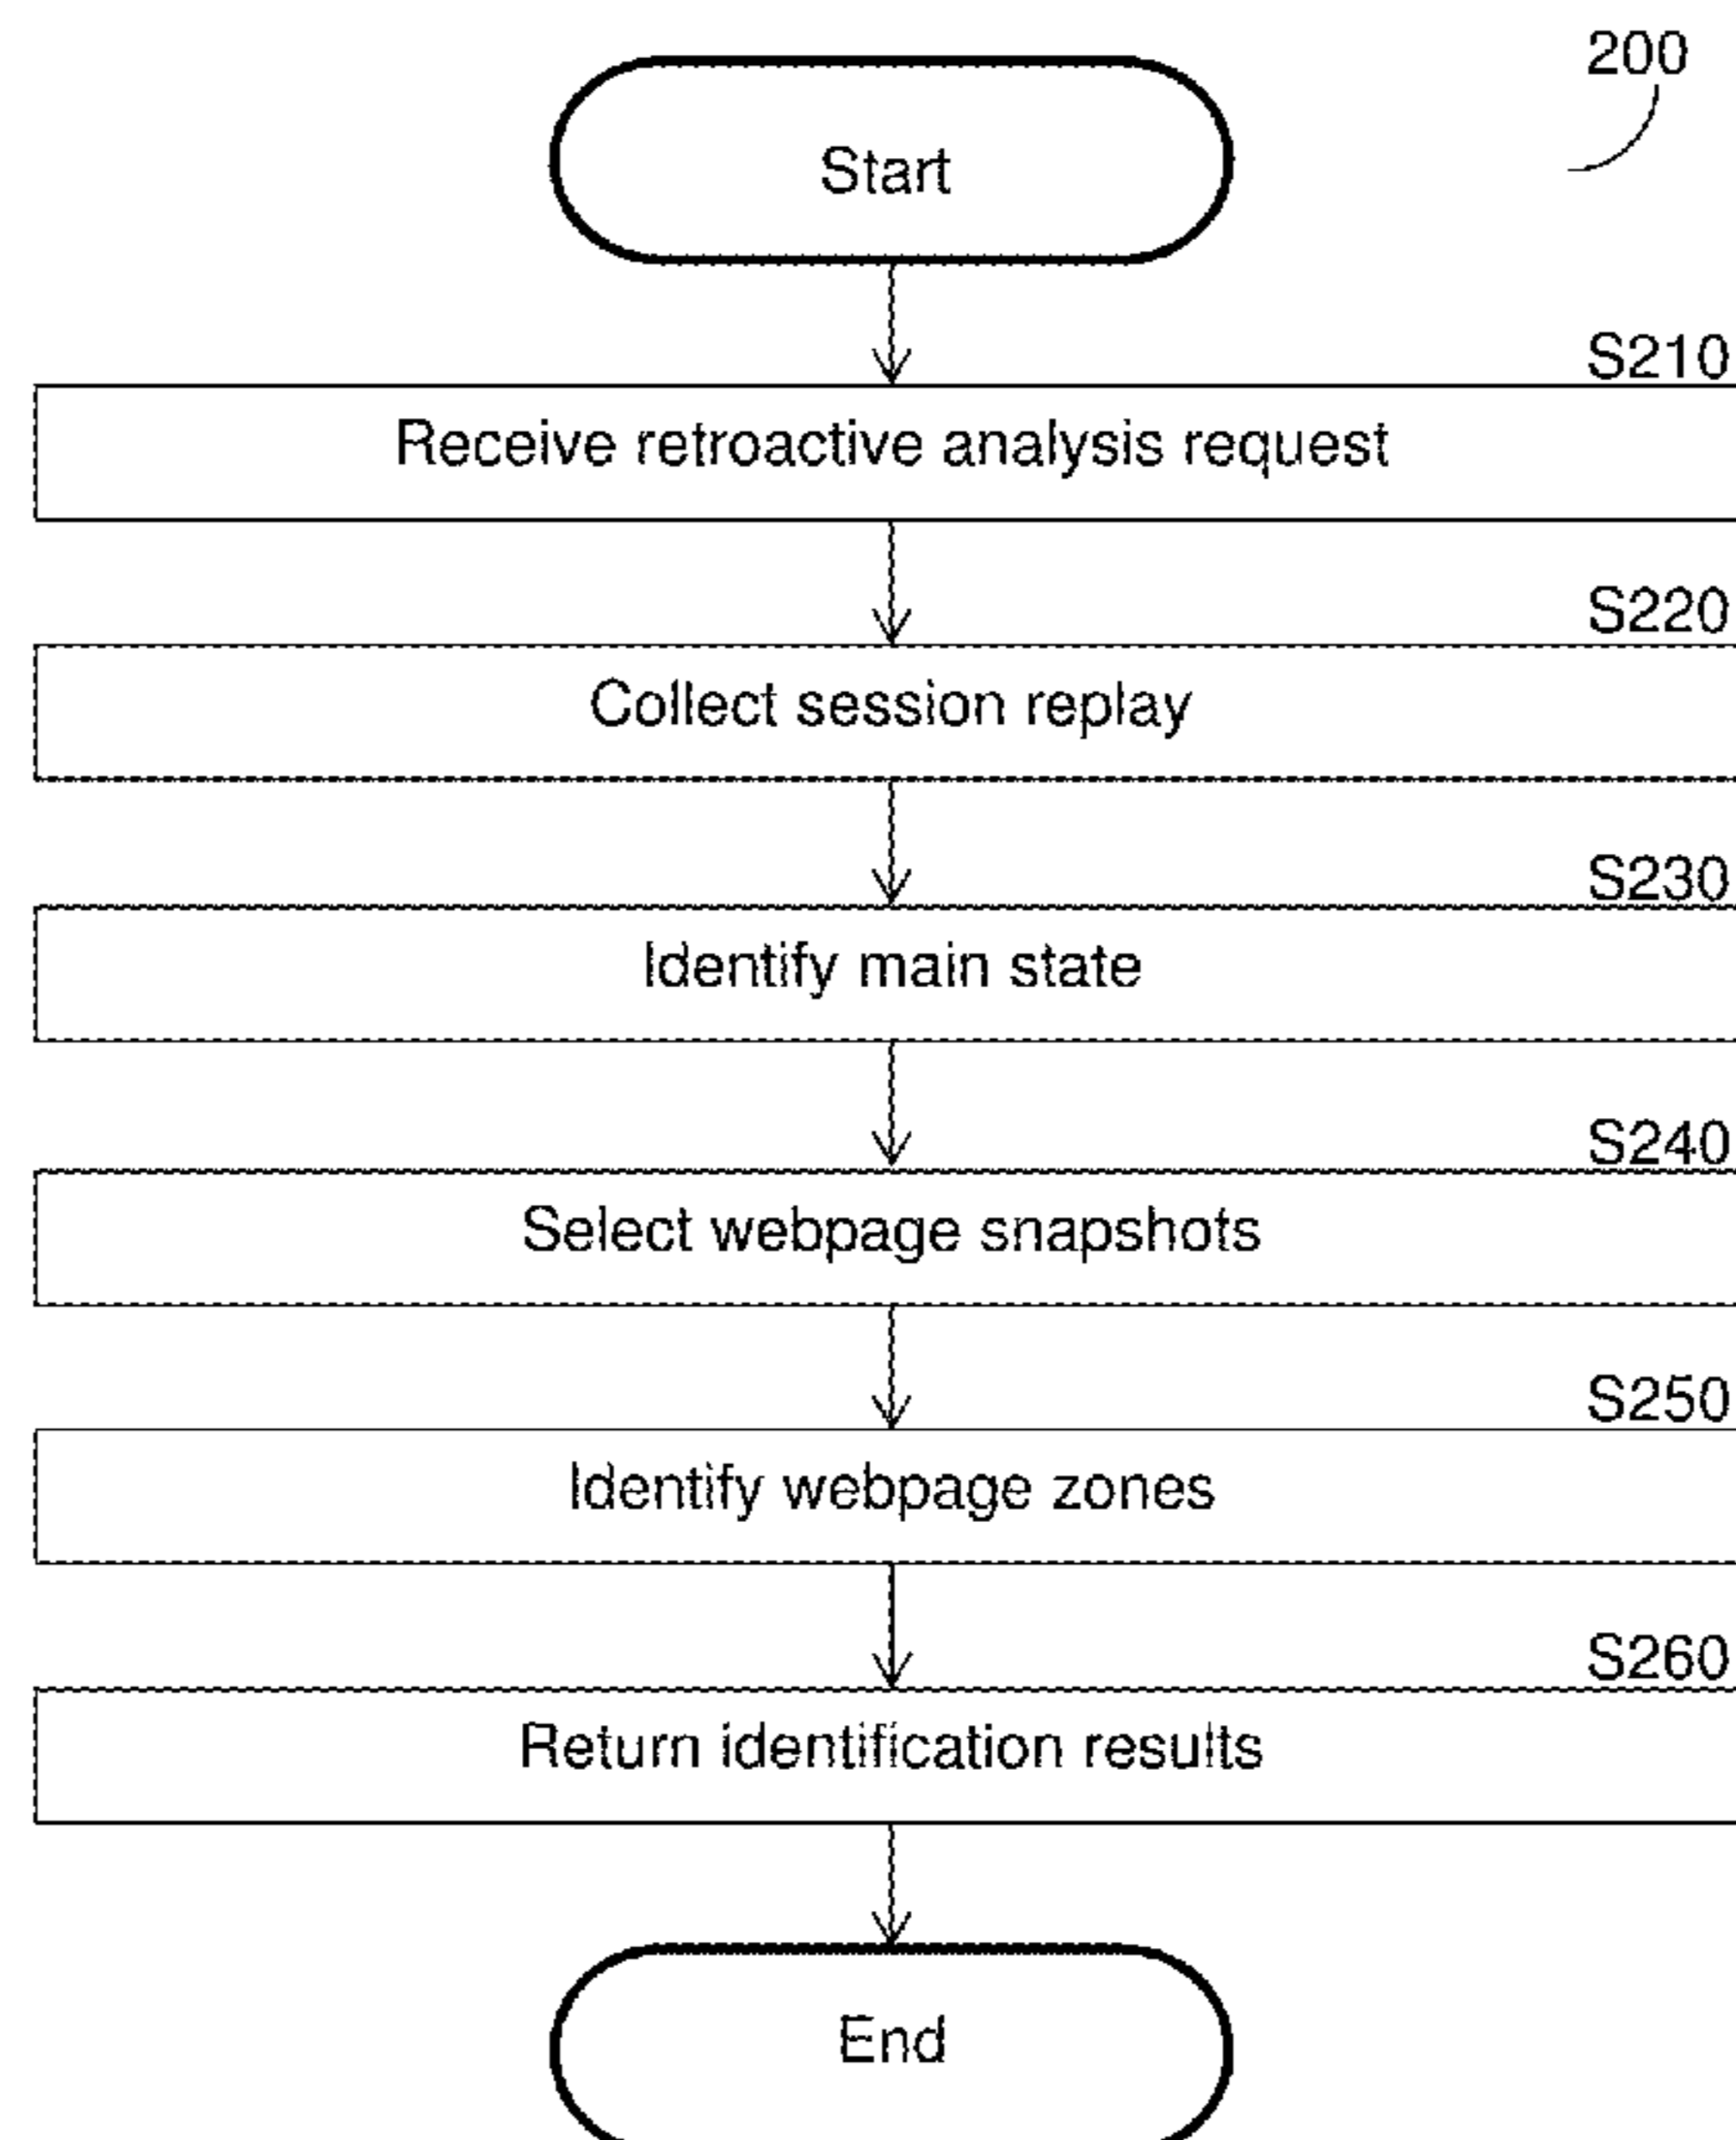 200
Start
S210
Receive retroactive analysis request
S220
Collect session replay
S230
Identify main state
S240
Select webpage snapshots
S250
Identify webpage zones
S260
Return identification results
End